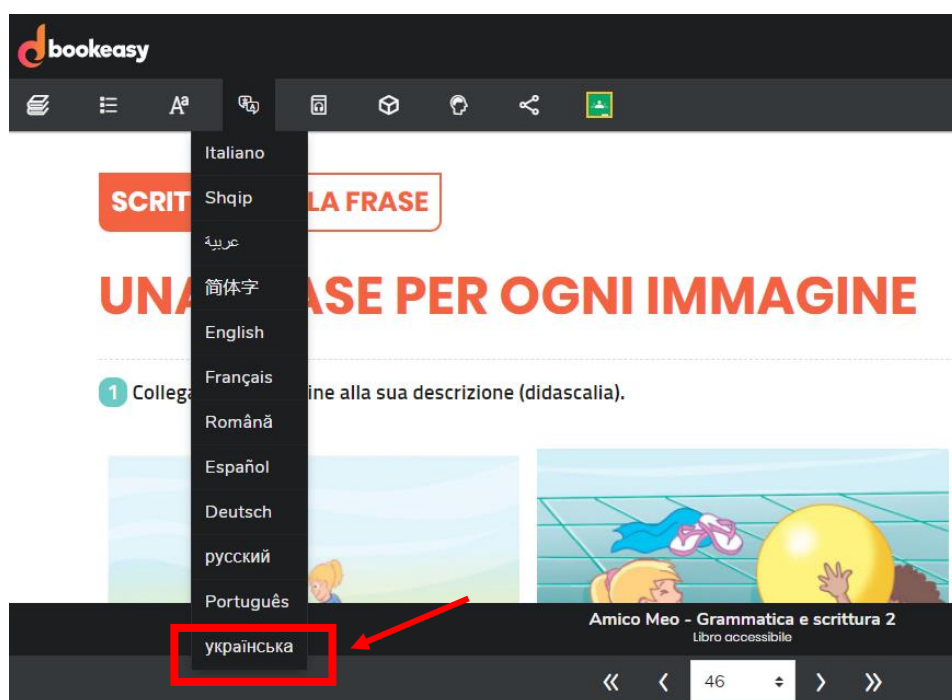 bookeasy
Aª
Italiano
Shqip
عربية
简体字
English
Français
Română
Español
Deutsch
русский
Português
українська
SCRIT LA FRASE
UNA ASE PER OGNI IMMAGINE
1 Collega ine alla sua descrizione (didascalia).
Amico Meo - Grammatica e scrittura 2
Libro accessibile
46